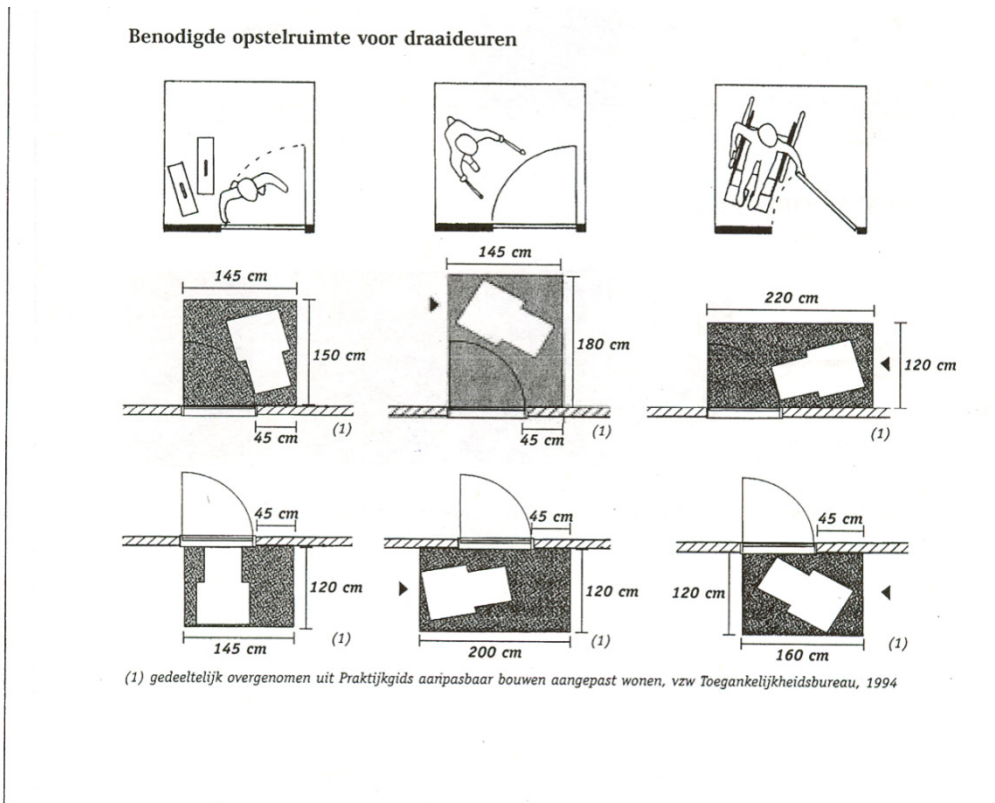 Benodigde opstelruimte voor draaideuren
145 cm
150 cm
45 cm
(1)
145 cm
180 cm
45 cm
(1)
220 cm
120 cm
(1)
45 cm
120 cm
145 cm
(1)
45 cm
120 cm
200 cm
(1)
45 cm
120 cm
160 cm
(1)
(1) gedeeltelijk overgenomen uit Praktijkgids aanpasbaar bouwen aangepast wonen, vzw Toegankelijkheidsbureau, 1994